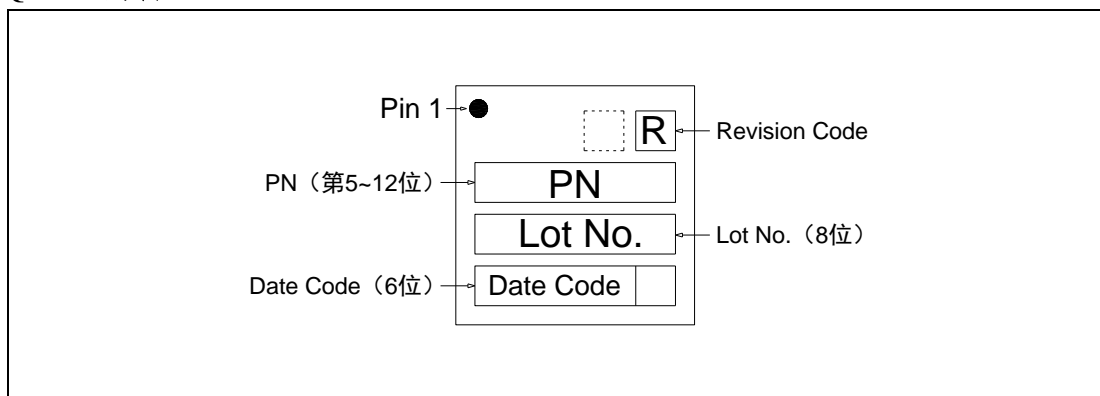 Pin 1
R
Revision Code
PN（第5~12位）
PN
Lot No.
Lot No.（8位）
Date Code（6位）
Date Code